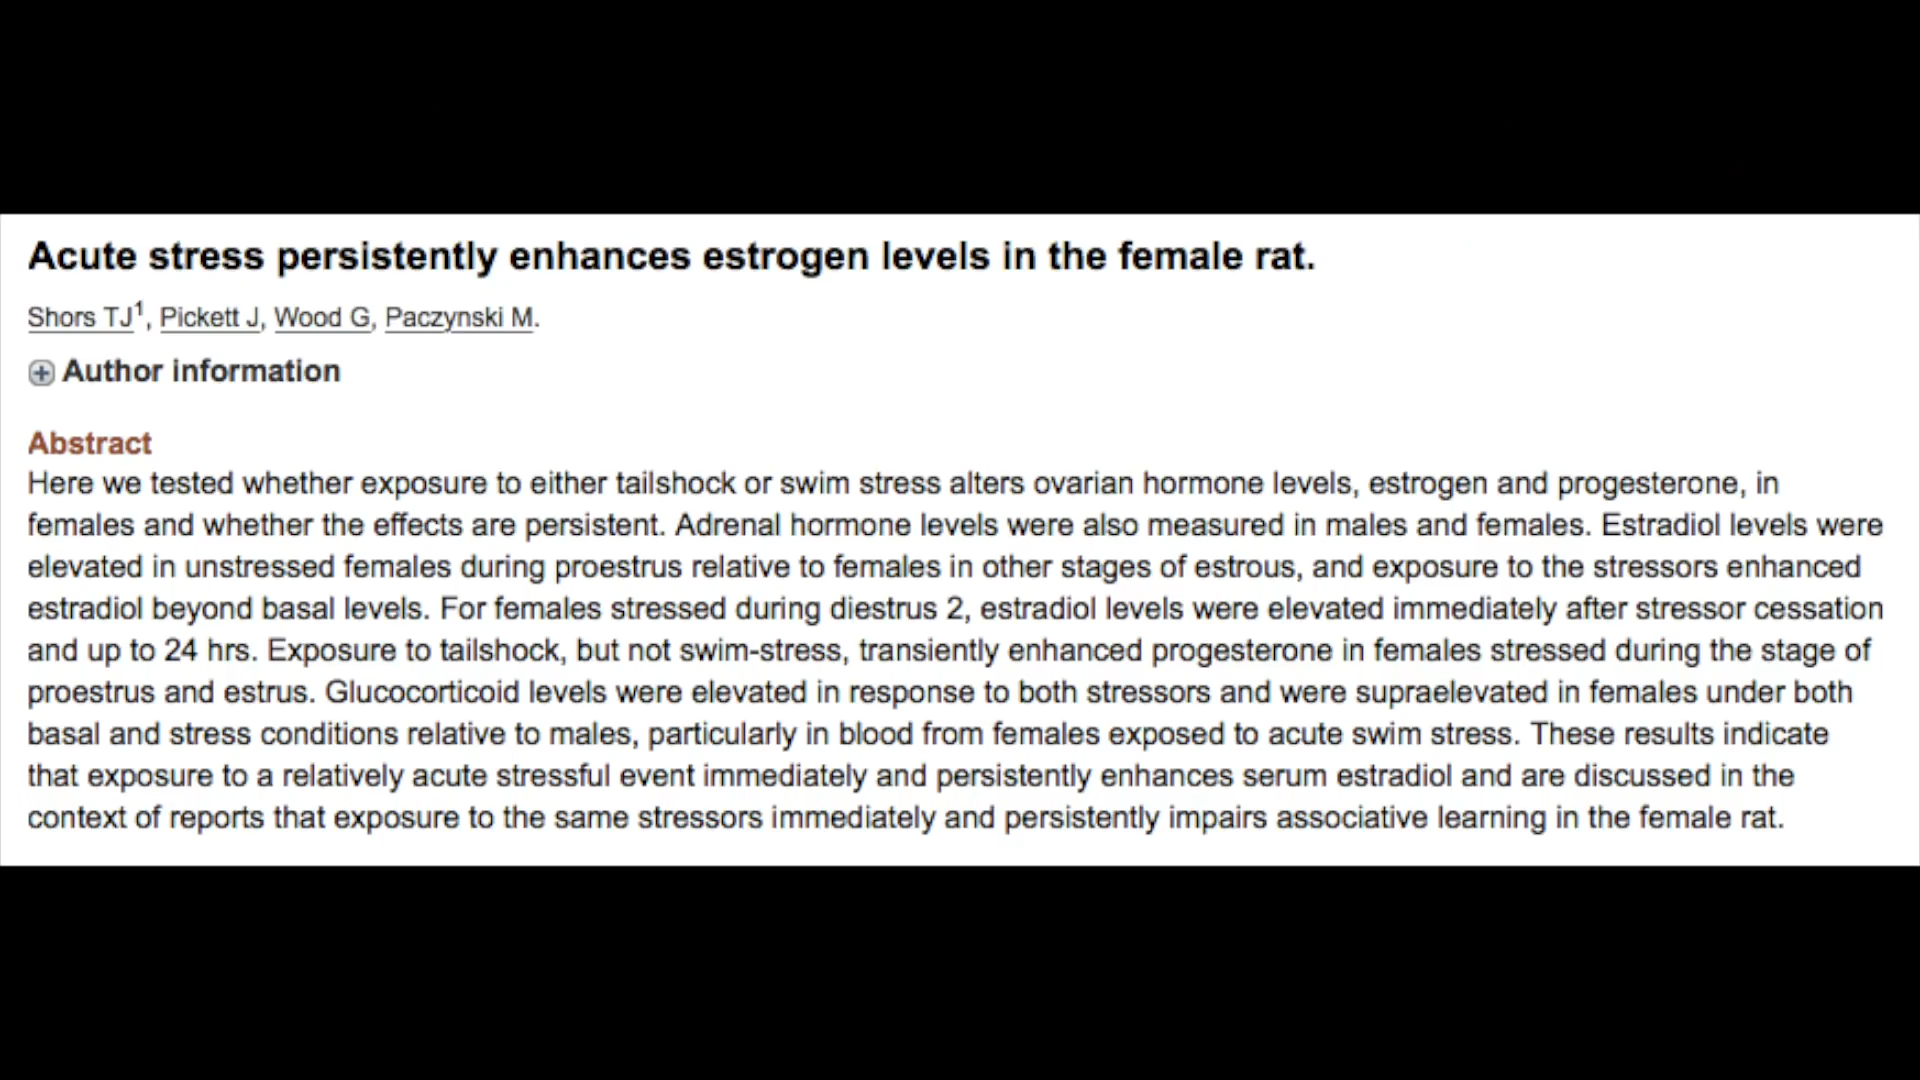 Acute stress persistently enhances estrogen levels in the female rat.
Shors TJ1, Pickett J, Wood G, Paczynski M.
Author information
Abstract
Here we tested whether exposure to either tailshock or swim stress alters ovarian hormone levels, estrogen and progesterone, in
females and whether the effects are persistent. Adrenal hormone levels were also measured in males and females. Estradiol levels were
elevated in unstressed females during proestrus relative to females in other stages of estrous, and exposure to the stressors enhanced
estradiol beyond basal levels. For females stressed during diestrus 2, estradiol levels were elevated immediately after stressor cessation
and up to 24 hrs. Exposure to tailshock, but not swim-stress, transiently enhanced progesterone in females stressed during the stage of
proestrus and estrus. Glucocorticoid levels were elevated in response to both stressors and were supraelevated in females under both
basal and stress conditions relative to males, particularly in blood from females exposed to acute swim stress. These results indicate
that exposure to a relatively acute stressful event immediately and persistently enhances serum estradiol and are discussed in the
context of reports that exposure to the same stressors immediately and persistently impairs associative learning in the female rat.